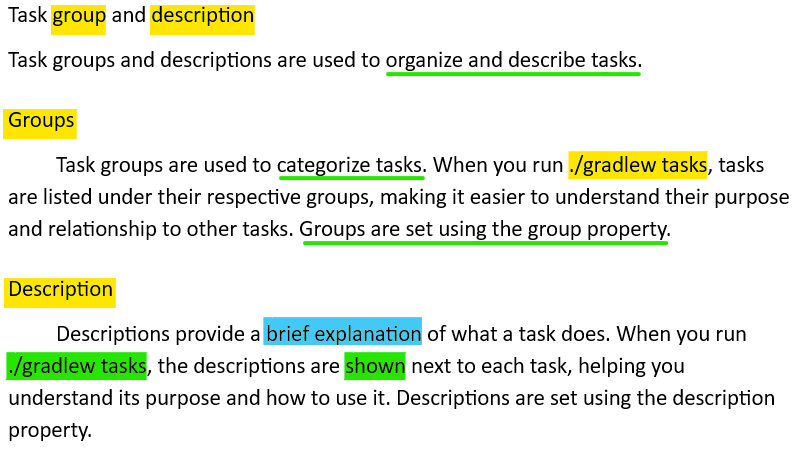 Task group and description
Task groups and descriptions are used to organize and describe tasks.
Groups
Task groups are used to categorize tasks. When you run ./gradlew tasks, tasks
are listed under their respective groups, making it easier to understand their purpose
and relationship to other tasks. Groups are set using the group property.
Description
Descriptions provide a brief explanation of what a task does. When you run
./gradlew tasks, the descriptions are shown next to each task, helping you
understand its purpose and how to use it. Descriptions are set using the description
property.